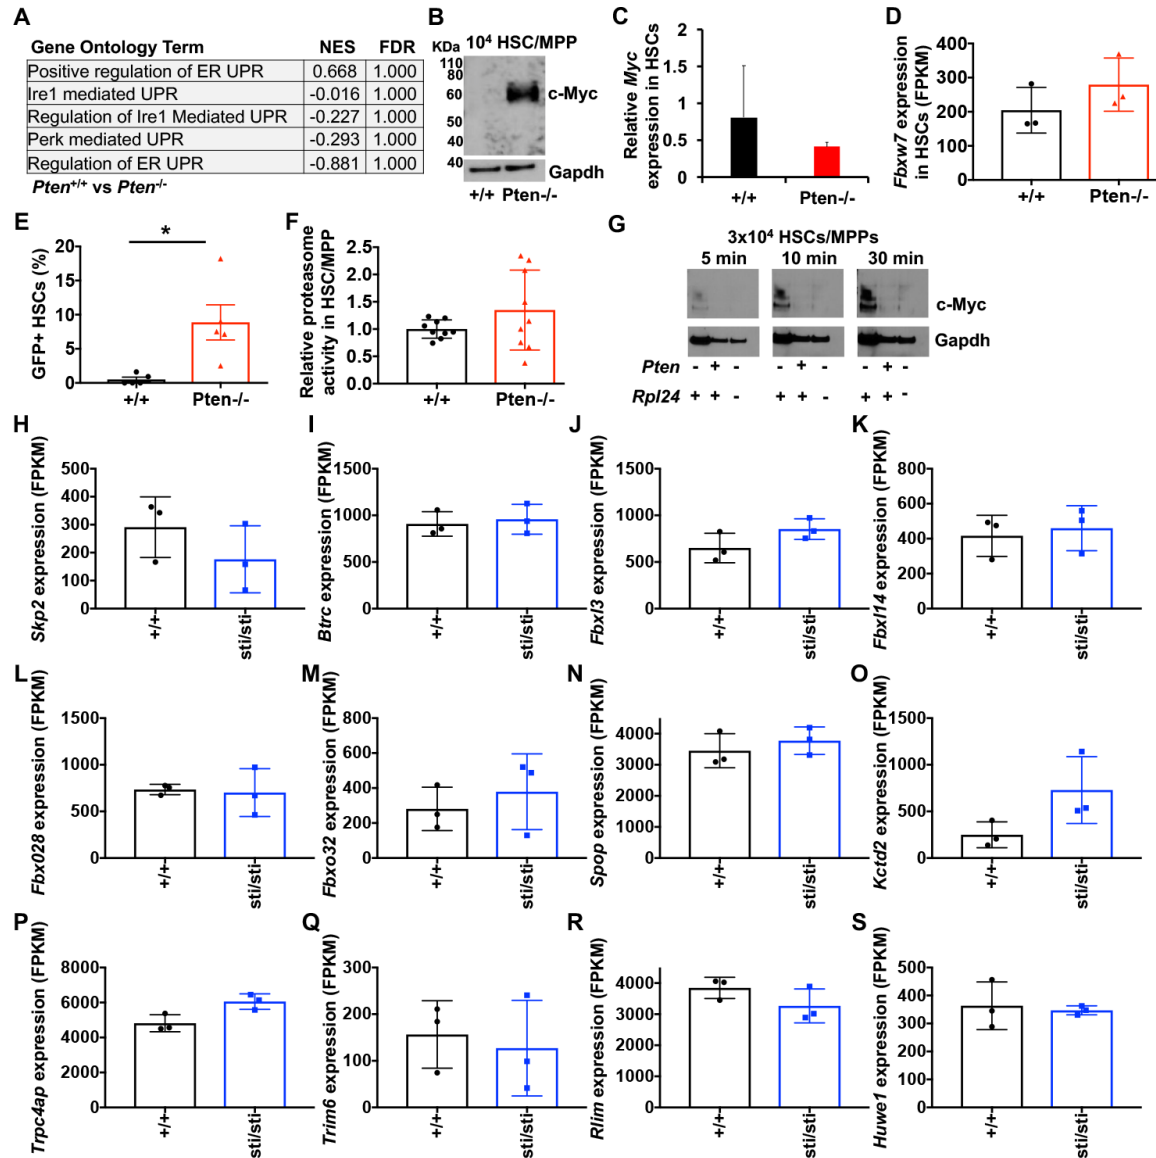 A
Gene Ontology Term NES FDR
Positive regulation of ER UPR 0.668 1.000
Ire1 mediated UPR -0.016 1.000
Regulation of Ire1 Mediated UPR -0.227 1.000
Perk mediated UPR -0.293 1.000
Regulation of ER UPR -0.881 1.000
Pten+/+ vs Pten-/-
B
KDa 10⁴ HSC/MPP
110
80
60
50
40
40
c-Myc
Gapdh
+/+ Pten-/-
C
Relative Myc
expression in HSCs
2
1.5
1
0.5
0
+/+ Pten-/-
D
Fbxw7 expression
in HSCs (FPKM)
400
300
200
100
0
+/+ Pten-/-
E
GFP+ HSCs (%)
20
15
10
5
0
*
+/+ Pten-/-
F
Relative proteasome
activity in HSC/MPP
2.5
2.0
1.5
1.0
0.5
0.0
+/+ Pten-/-
G
3x10⁴ HSCs/MPPs
5 min 10 min 30 min
c-Myc
Gapdh
Pten - + - - + - - + -
Rpl24 + + - + + - + + -
H
Skp2 expression (FPKM)
500
400
300
200
100
0
+/+ sti/sti
I
Btrc expression (FPKM)
1500
1000
500
0
+/+ sti/sti
J
Fbxl3 expression (FPKM)
1500
1000
500
0
+/+ sti/sti
K
Fbxl14 expression (FPKM)
800
600
400
200
0
+/+ sti/sti
L
Fbx028 expression (FPKM)
1500
1000
500
0
+/+ sti/sti
M
Fbxo32 expression (FPKM)
800
600
400
200
0
+/+ sti/sti
N
Spop expression (FPKM)
4000
3000
2000
1000
0
+/+ sti/sti
O
Kctd2 expression (FPKM)
1500
1000
500
0
+/+ sti/sti
P
Trpc4ap expression (FPKM)
8000
6000
4000
2000
0
+/+ sti/sti
Q
Trim6 expression (FPKM)
300
200
100
0
+/+ sti/sti
R
Rlim expression (FPKM)
4000
3000
2000
1000
0
+/+ sti/sti
S
Huwe1 expression (FPKM)
500
400
300
200
100
0
+/+ sti/sti